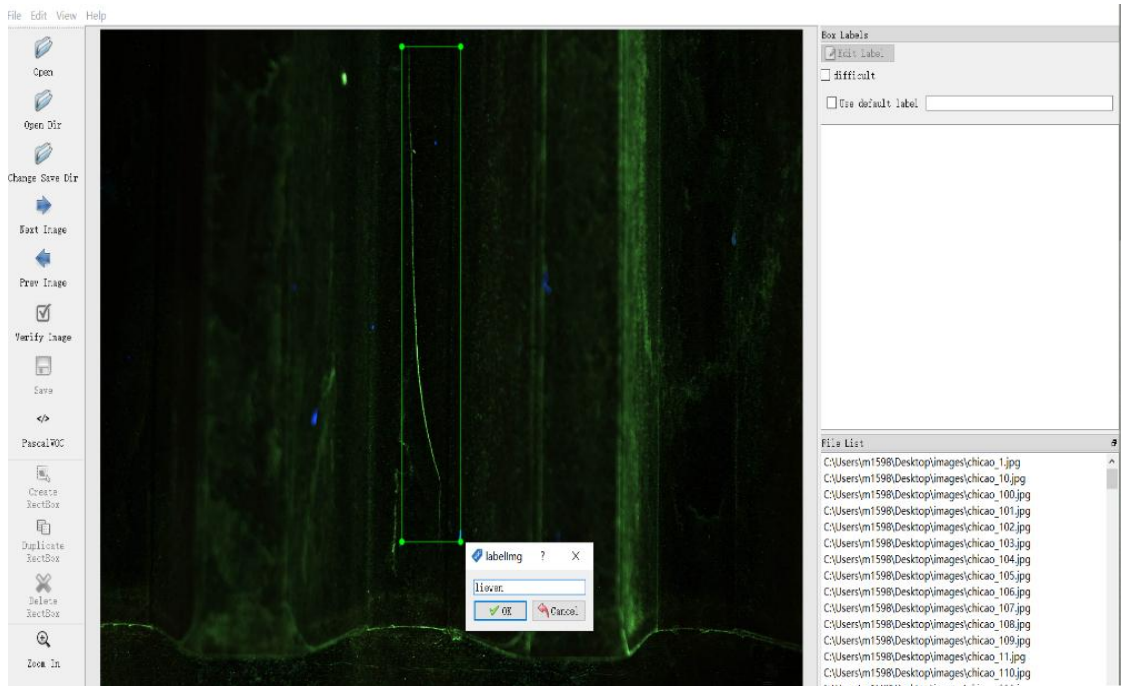 File Edit View Help
Open
Open Dir
Change Save Dir
Next Image
Prev Image
Verify Image
Save
</>
PascalVOC
Create
RectBox
Duplicate
RectBox
Delete
RectBox
Zoom In
labelImg ? X
liewen
OK Cancel
Box Labels
Edit Label
difficult
Use default label
File List
C:\Users\m1598\Desktop\images\chicao_1.jpg
C:\Users\m1598\Desktop\images\chicao_10.jpg
C:\Users\m1598\Desktop\images\chicao_100.jpg
C:\Users\m1598\Desktop\images\chicao_101.jpg
C:\Users\m1598\Desktop\images\chicao_102.jpg
C:\Users\m1598\Desktop\images\chicao_103.jpg
C:\Users\m1598\Desktop\images\chicao_104.jpg
C:\Users\m1598\Desktop\images\chicao_105.jpg
C:\Users\m1598\Desktop\images\chicao_106.jpg
C:\Users\m1598\Desktop\images\chicao_107.jpg
C:\Users\m1598\Desktop\images\chicao_108.jpg
C:\Users\m1598\Desktop\images\chicao_109.jpg
C:\Users\m1598\Desktop\images\chicao_11.jpg
C:\Users\m1598\Desktop\images\chicao_110.jpg